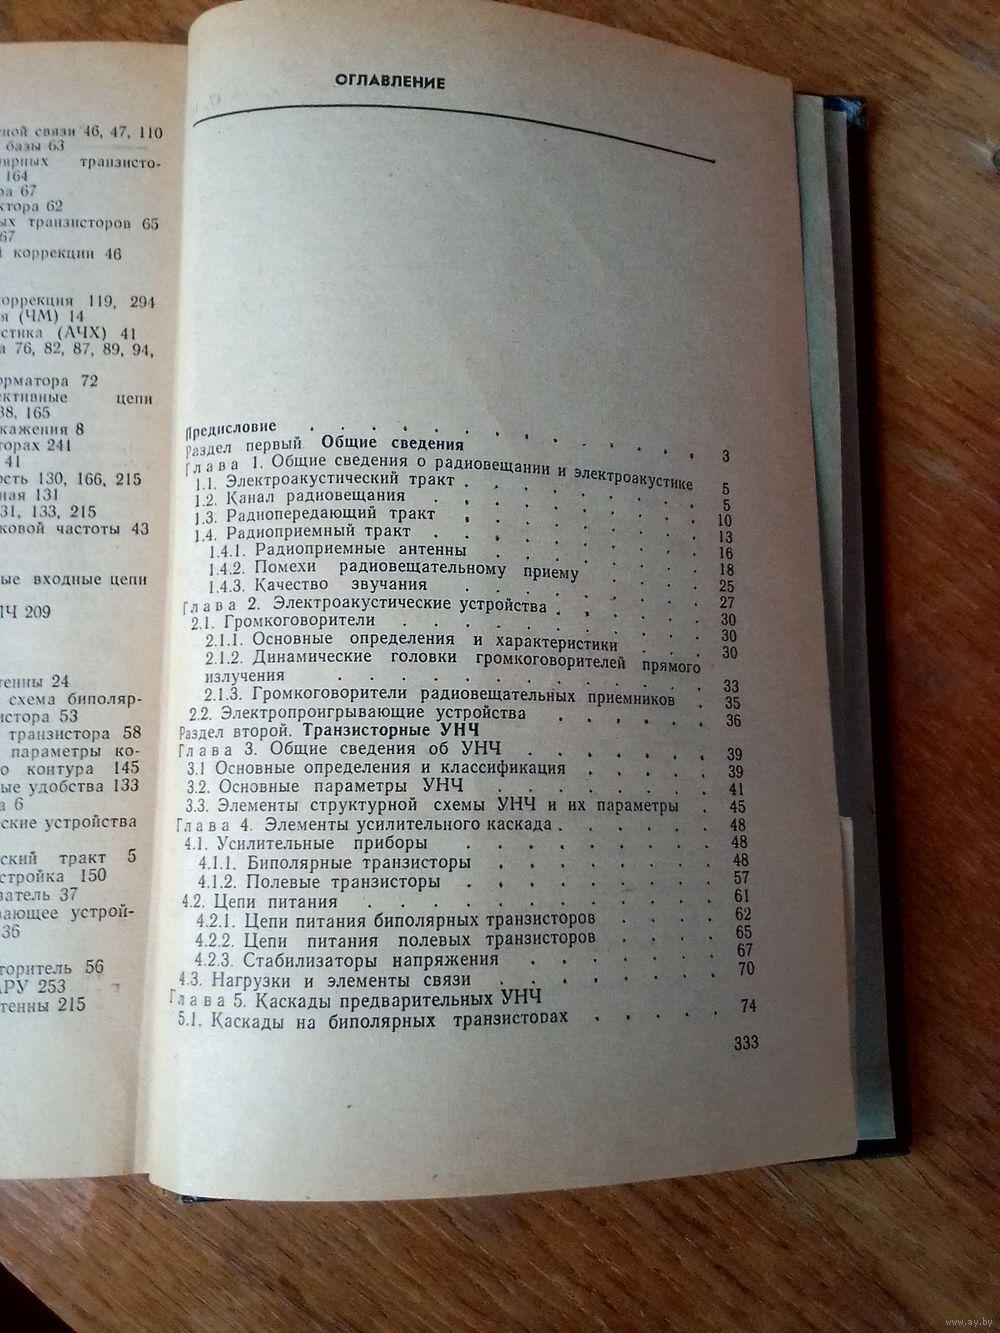 ной связи 46, 47, 110
базы 63
транзисто-
164
67
ктора 62
ых транзисторов 65
67
коррекции 46
коррекция 119, 294
я (ЧМ) 14
стика (АЧХ) 41
а 76, 82, 87, 89, 94,
орматора 72
цепи
38, 165
скажения 8
торах 241
41
ость 130, 166, 215
ная 131
31, 133, 215
ковой частоты 43
ые входные цепи
ПЧ 209
тенны 24
схема биполяр-
истора 53
транзистора 58
параметры ко-
о контура 145
ые удобства 133
а 6
еские устройства
ский тракт 5
стройка 150
ватель 37
вающее устрой-
36
торитель 56
АРУ 253
тенны 215
ОГЛАВЛЕНИЕ
Предисловие . . . . . . . . . . . . 3
Раздел первый. Общие сведения
Глава 1. Общие сведения о радиовещании и электроакустике 5
1.1. Электроакустический тракт . . . . . . . 5
1.2. Канал радиовещания . . . . . . . . 10
1.3. Радиопередающий тракт . . . . . . . 13
1.4. Радиоприемный тракт . . . . . . . . 16
1.4.1. Радиоприемные антенны . . . . . . 18
1.4.2. Помехи радиовещательному приему . . . . 25
1.4.3. Качество звучания . . . . . . . 27
Глава 2. Электроакустические устройства . . . . . 30
2.1. Громкоговорители . . . . . . . . . 30
2.1.1. Основные определения и характеристики . . . 30
2.1.2. Динамические головки громкоговорителей прямого
излучения . . . . . . . . . . . 33
2.1.3. Громкоговорители радиовещательных приемников . 35
2.2. Электропроигрывающие устройства . . . . . 36
Раздел второй. Транзисторные УНЧ
Глава 3. Общие сведения об УНЧ . . . . . . 39
3.1 Основные определения и классификация . . . . 39
3.2. Основные параметры УНЧ . . . . . . 41
3.3. Элементы структурной схемы УНЧ и их параметры . 45
Глава 4. Элементы усилительного каскада . . . . . 48
4.1. Усилительные приборы . . . . . . . 48
4.1.1. Биполярные транзисторы . . . . . . 48
4.1.2. Полевые транзисторы . . . . . . . 57
4.2. Цепи питания . . . . . . . . . . 61
4.2.1. Цепи питания биполярных транзисторов . . . . 62
4.2.2. Цепи питания полевых транзисторов . . . . 65
4.2.3. Стабилизаторы напряжения . . . . . . 67
4.3. Нагрузки и элементы связи . . . . . . . 70
Глава 5. Каскады предварительных УНЧ
5.1. Каскады на биполярных транзисторах . . . . . 74
333
www.ay.by